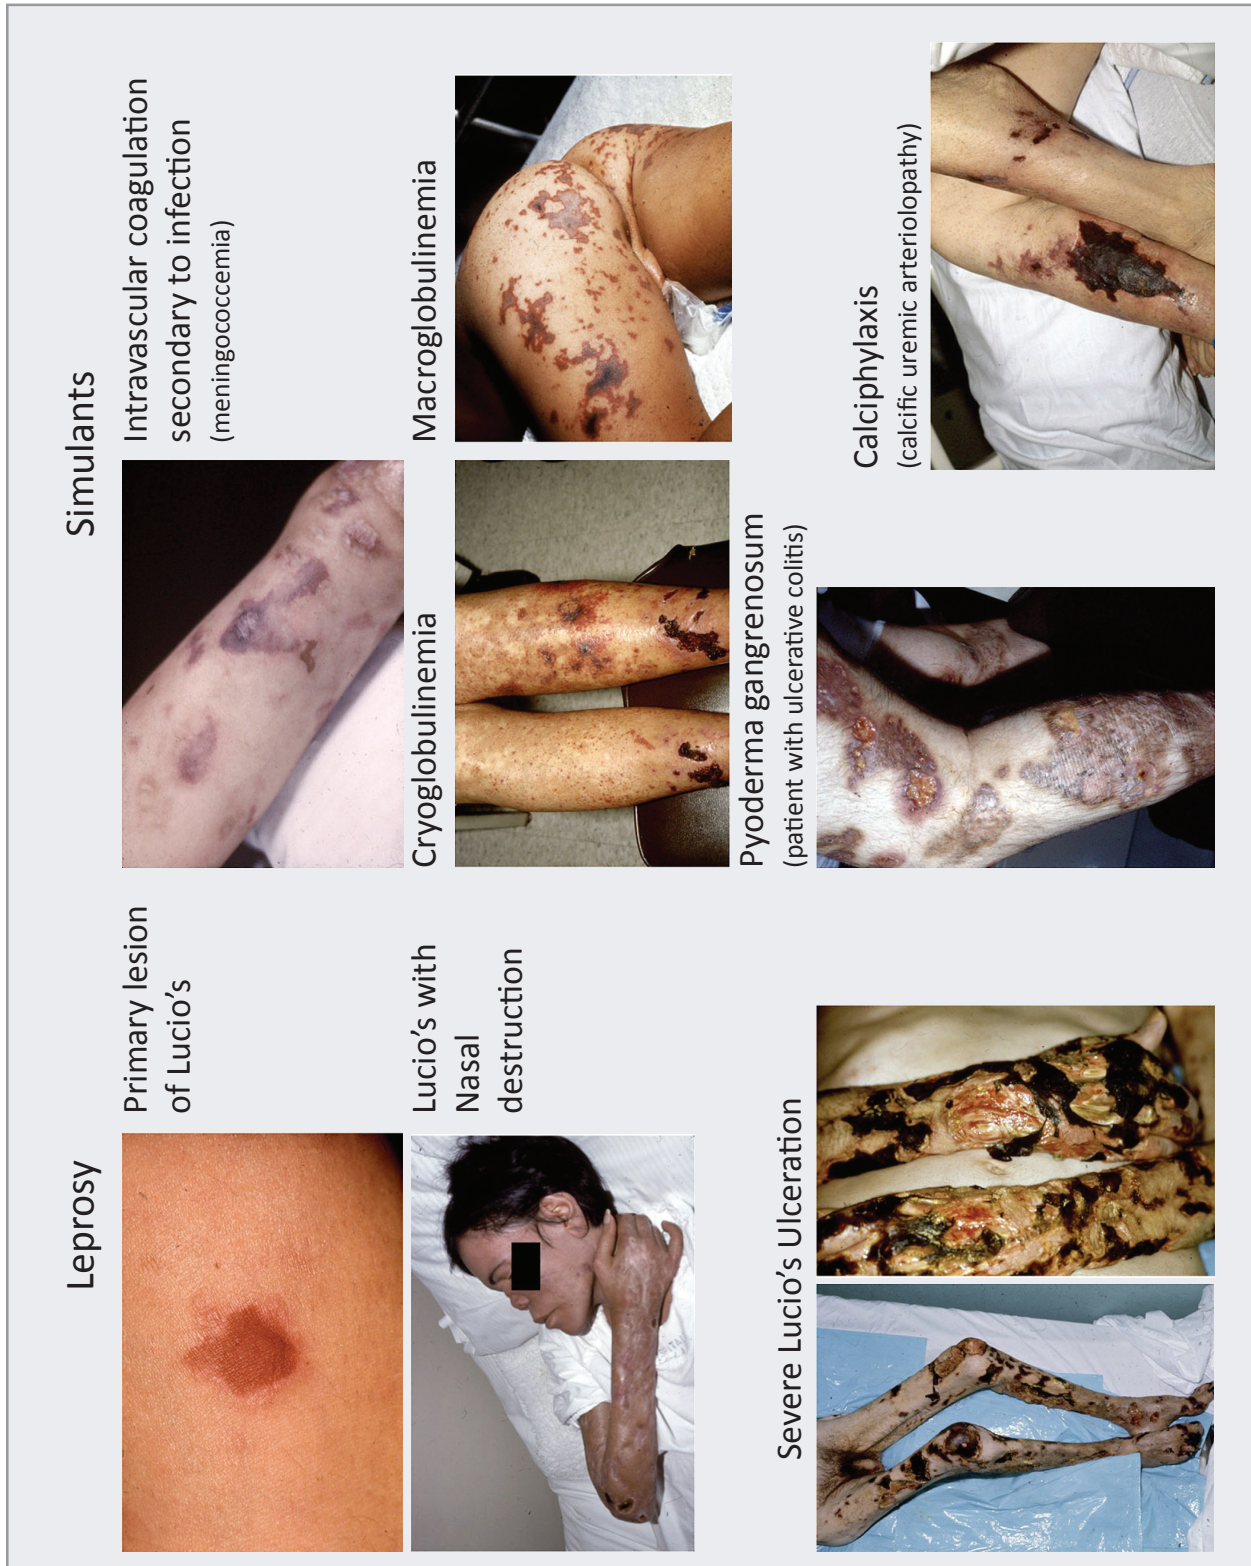 Leprosy
Primary lesion
of Lucio's
Lucio's with
Nasal
destruction
Severe Lucio's Ulceration
Simulants
Intravascular coagulation
secondary to infection
(meningococcemia)
Cryoglobulinemia
Macroglobulinemia
Pyoderma gangrenosum
(patient with ulcerative colitis)
Calciphylaxis
(calcific uremic arteriolopathy)